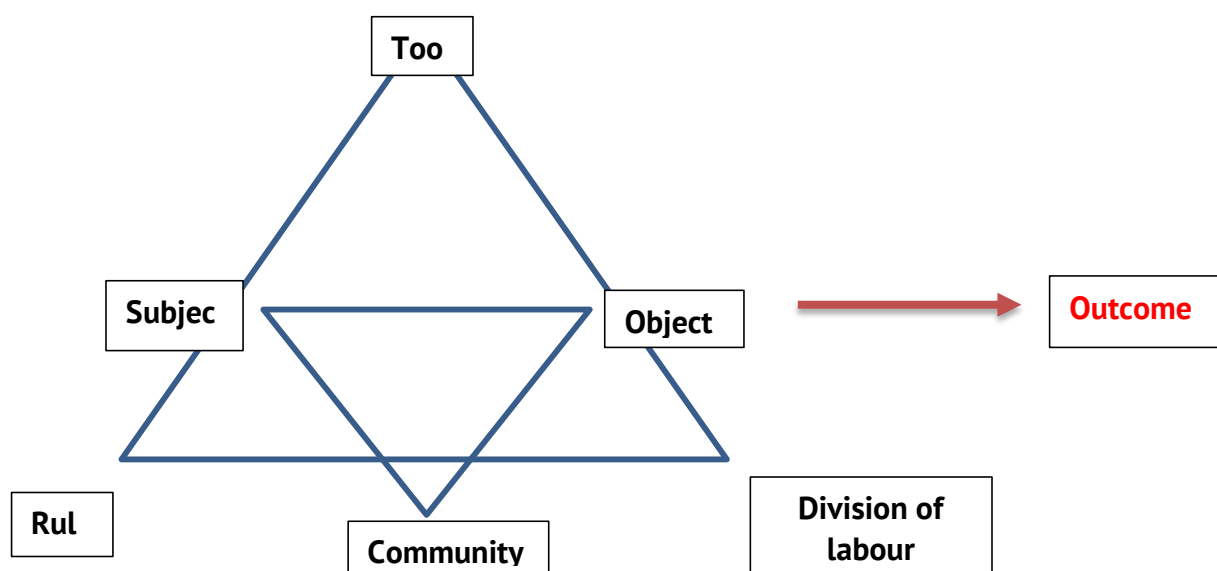 Too
Subjec
Object
Outcome
Rul
Community
Division of
labour